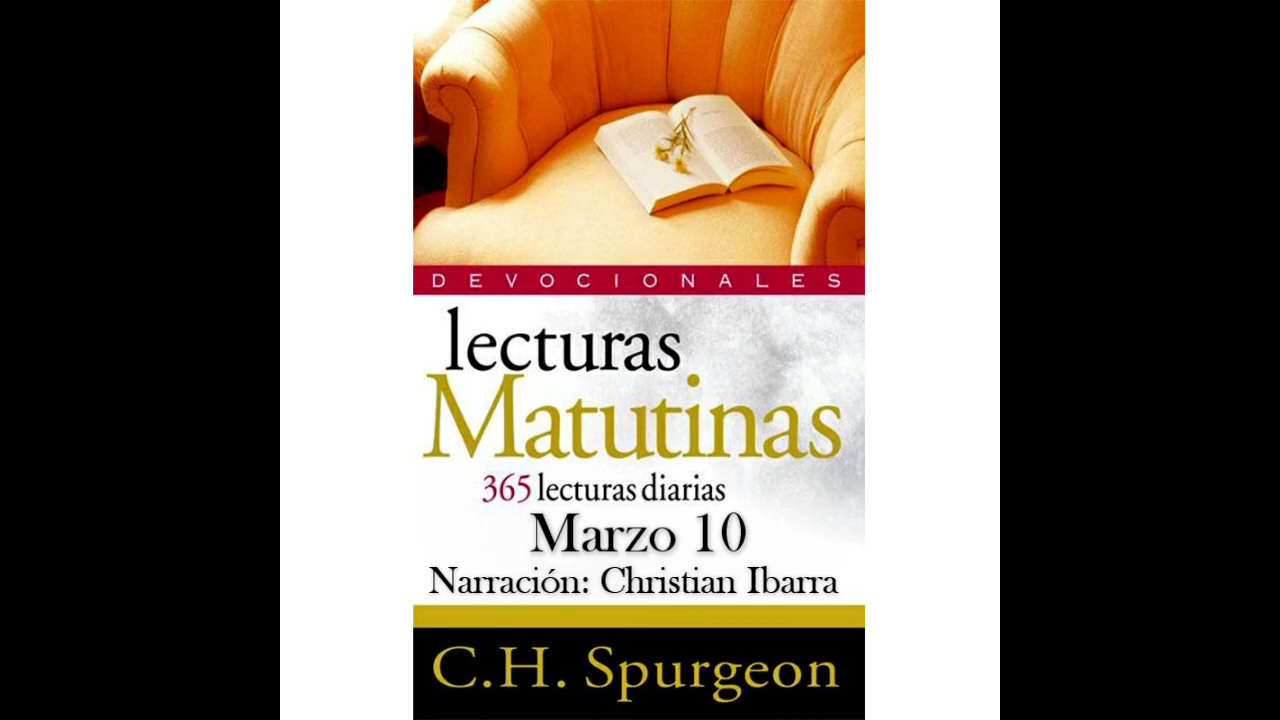 DEVOCIONALES
lecturas
Matutinas
365 lecturas diarias
Marzo 10
Narración: Christian Ibarra
C.H. Spurgeon